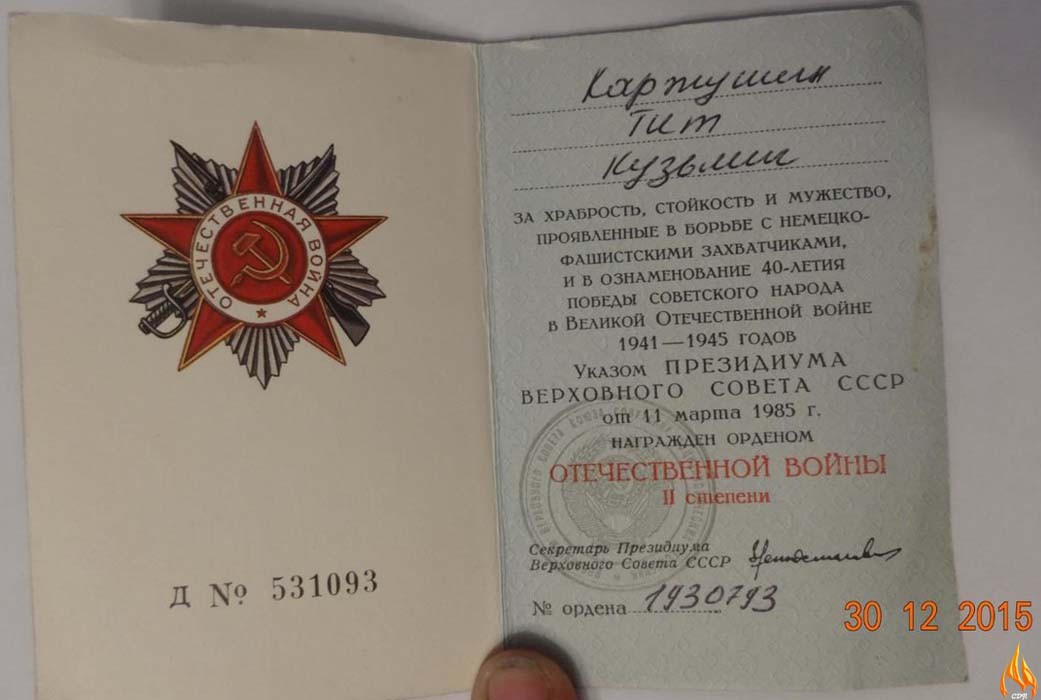 ОТЕЧЕСТВЕННАЯ ВОЙНА
Д № 531093
Каржушин
Тит
Кузьмич
ЗА ХРАБРОСТЬ, СТОЙКОСТЬ И МУЖЕСТВО,
ПРОЯВЛЕННЫЕ В БОРЬБЕ С НЕМЕЦКО-
ФАШИСТСКИМИ ЗАХВАТЧИКАМИ,
И В ОЗНАМЕНОВАНИЕ 40-ЛЕТИЯ
ПОБЕДЫ СОВЕТСКОГО НАРОДА
В ВЕЛИКОЙ ОТЕЧЕСТВЕННОЙ ВОЙНЕ
1941—1945 ГОДОВ
УКАЗОМ ПРЕЗИДИУМА
ВЕРХОВНОГО СОВЕТА СССР
от 11 марта 1985 г.
НАГРАЖДЕН ОРДЕНОМ
ОТЕЧЕСТВЕННОЙ ВОЙНЫ
II степени
Секретарь Президиума
Верховного Совета СССР
№ ордена 1930793
30 12 2015